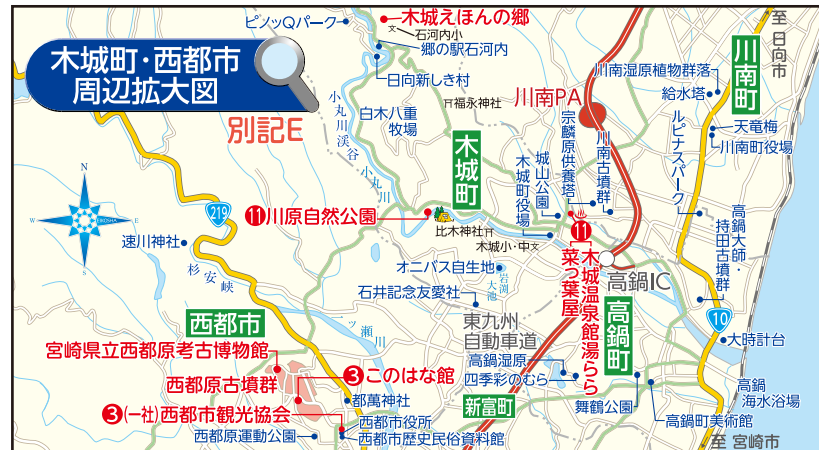 木城町・西都市
周辺拡大図
別記E
ピノッQパーク
木城えほんの郷
文
石河内小
郷の駅石河内
日向新しき村
小丸川渓谷
小丸川
白木八重
牧場
福永神社
川南PA
木城町
城山公園
木城町役場
宗麟原供養塔
川南古墳群
川南湿原植物群落
給水塔
川南町
至日向市
天竜梅
川南町役場
ルピナスパーク
高鍋大師・
持田古墳群
N
W
E
S
219
⑪川原自然公園
比木神社
木城小・中文
⑪
木城温泉館湯らら
菜っ葉屋
高鍋IC
速川神社
杉安峡
オニバス自生地
岩渕
大池
石井記念友愛社
西都市
一ッ瀬川
東九州
自動車道
高鍋町
10
大時計台
宮崎県立西都原考古博物館
西都原古墳群
③このはな館
都萬神社
③(一社)西都市観光協会
西都市役所
西都原運動公園
西都市歴史民俗資料館
高鍋湿原
四季彩のむら
新富町
舞鶴公園
高鍋町美術館
高鍋
海水浴場
至 宮崎市